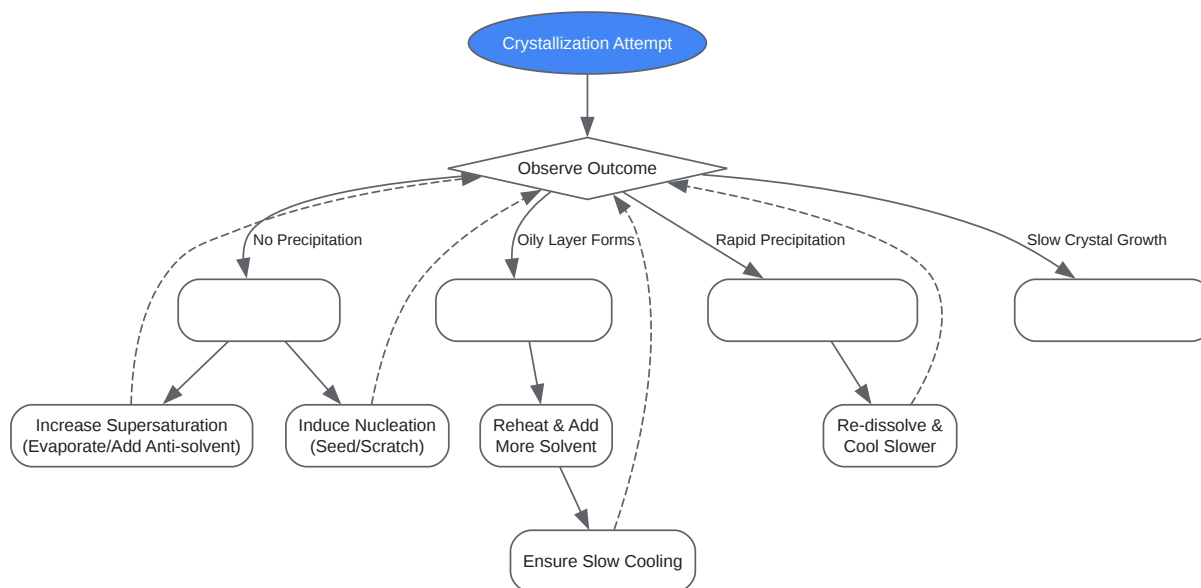 Crystallization Attempt
Observe Outcome
No Precipitation
Oily Layer Forms
Rapid Precipitation
Slow Crystal Growth
Increase Supersaturation
(Evaporate/Add Anti-solvent)
Induce Nucleation
(Seed/Scratch)
Reheat & Add
More Solvent
Re-dissolve &
Cool Slower
Ensure Slow Cooling